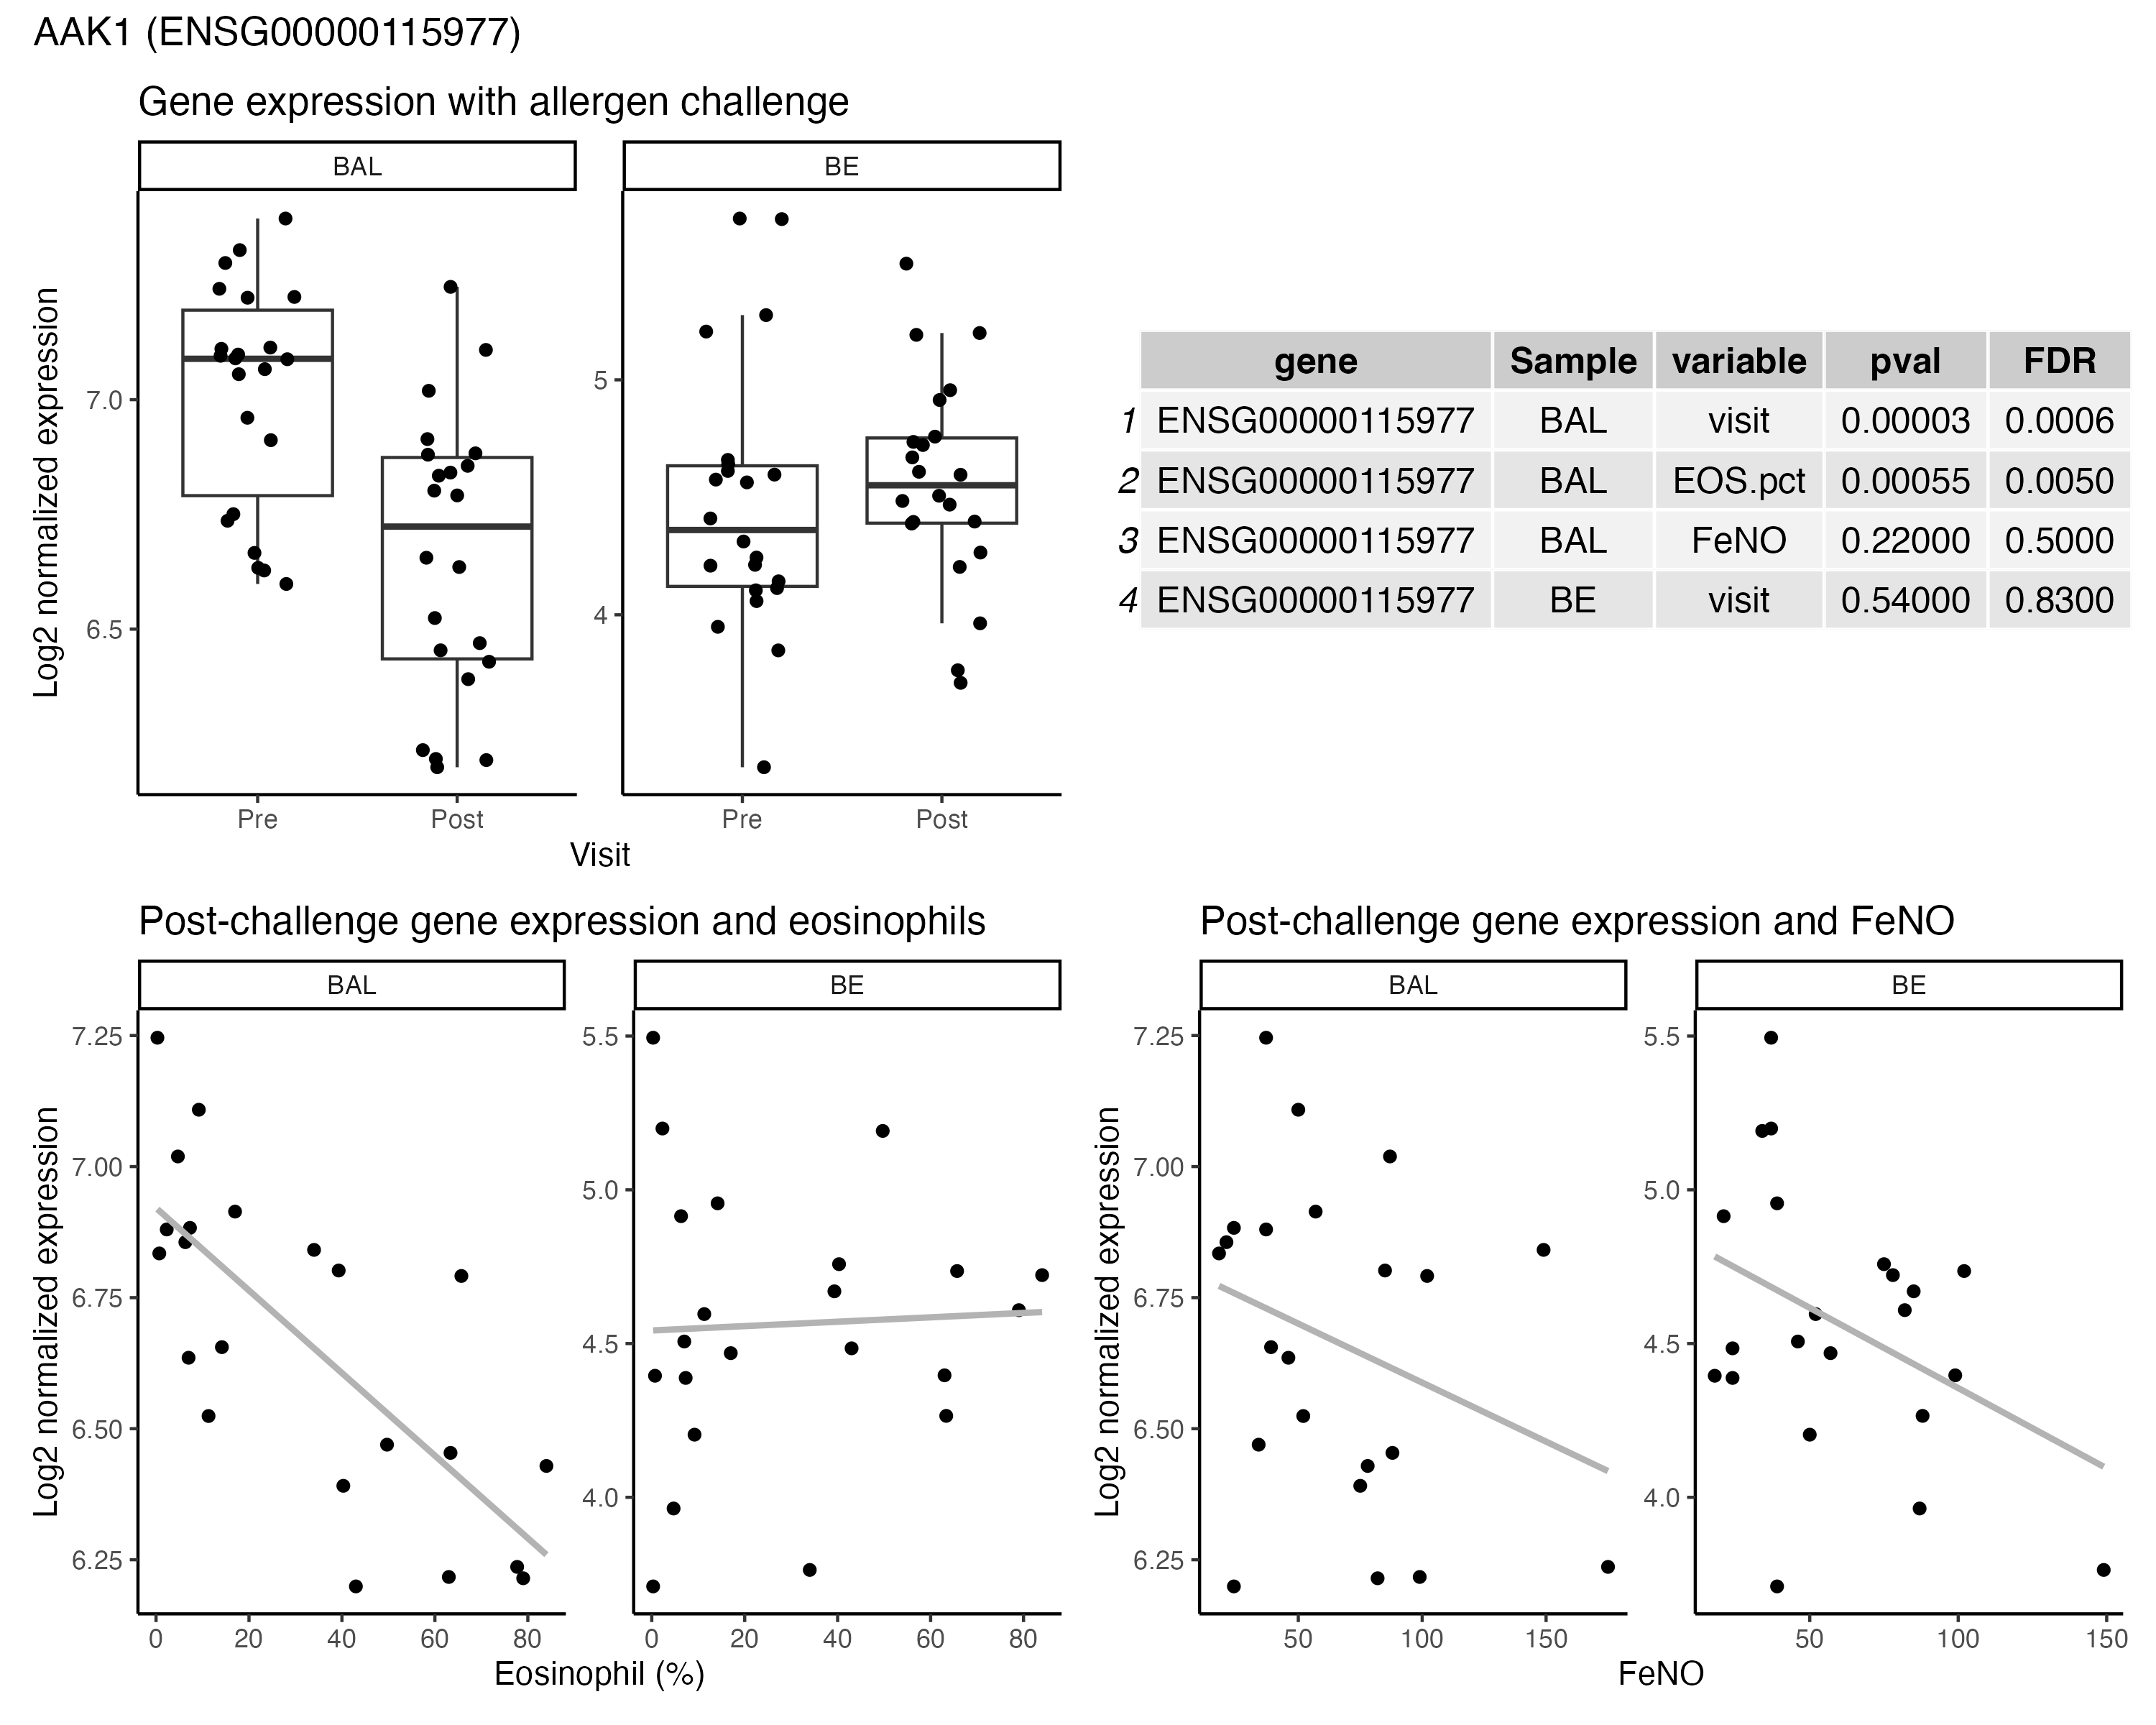 AAK1 (ENSG00000115977)
Gene expression with allergen challenge
BAL
BE
Log2 normalized expression
7.0
6.5
5
4
Pre
Post
Pre
Post
Visit
gene Sample variable pval FDR
1 ENSG00000115977 BAL visit 0.00003 0.0006
2 ENSG00000115977 BAL EOS.pct 0.00055 0.0050
3 ENSG00000115977 BAL FeNO 0.22000 0.5000
4 ENSG00000115977 BE visit 0.54000 0.8300
Post-challenge gene expression and eosinophils
BAL
BE
Log2 normalized expression
7.25
7.00
6.75
6.50
6.25
5.5
5.0
4.5
4.0
0 20 40 60 80
0 20 40 60 80
Eosinophil (%)
Post-challenge gene expression and FeNO
BAL
BE
Log2 normalized expression
7.25
7.00
6.75
6.50
6.25
5.5
5.0
4.5
4.0
50 100 150
50 100 150
FeNO